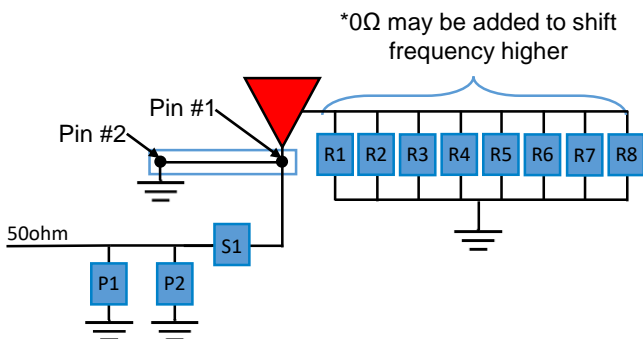 *0Ω may be added to shift
frequency higher
Pin #1
Pin #2
R1 R2 R3 R4 R5 R6 R7 R8
50ohm
S1
P1 P2